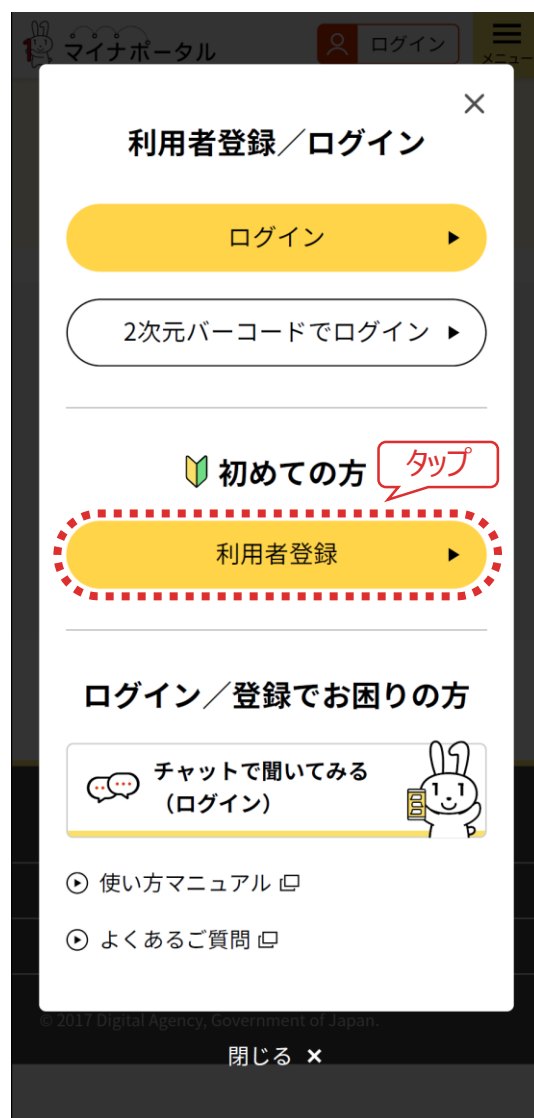 マイナポータル
ログイン
メニュー
利用者登録／ログイン
ログイン
2次元バーコードでログイン
初めての方
タップ
利用者登録
ログイン／登録でお困りの方
チャットで聞いてみる
（ログイン）
使い方マニュアル
よくあるご質問
© 2017 Digital Agency, Government of Japan.
閉じる ×